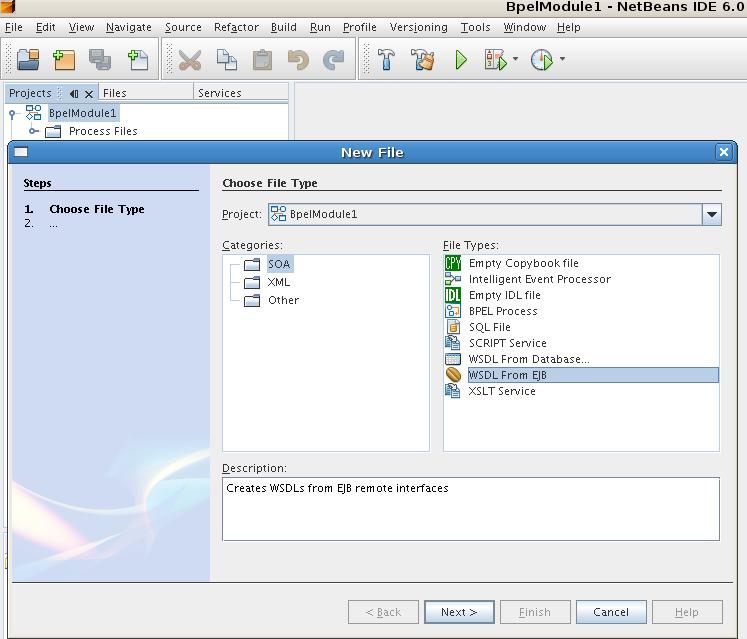 BpelModule1 - NetBeans IDE 6.0
File Edit View Navigate Source Refactor Build Run Profile Versioning Tools Window Help
Projects Files Services
BpelModule1
Process Files
New File
Steps
1. Choose File Type
2. ...
Choose File Type
Project: BpelModule1
Categories:
SOA
XML
Other
File Types:
CPY Empty Copybook file
Intelligent Event Processor
IDL Empty IDL file
BPEL Process
SQL File
SCRIPT Service
WSDL From Database...
WSDL From EJB
XSLT Service
Description:
Creates WSDLs from EJB remote interfaces
< Back Next > Finish Cancel Help